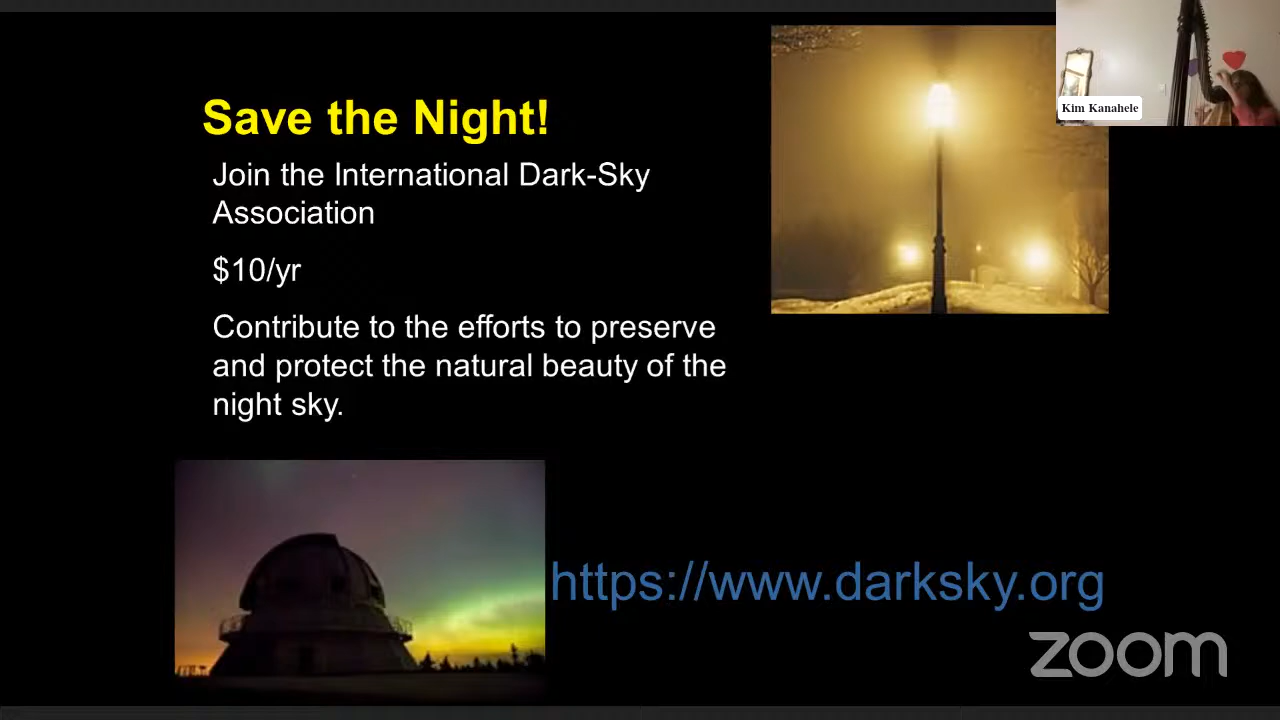 Save the Night!
Join the International Dark-Sky
Association
$10/yr
Contribute to the efforts to preserve
and protect the natural beauty of the
night sky.
https://www.darksky.org
Kim Kanahele
zoom